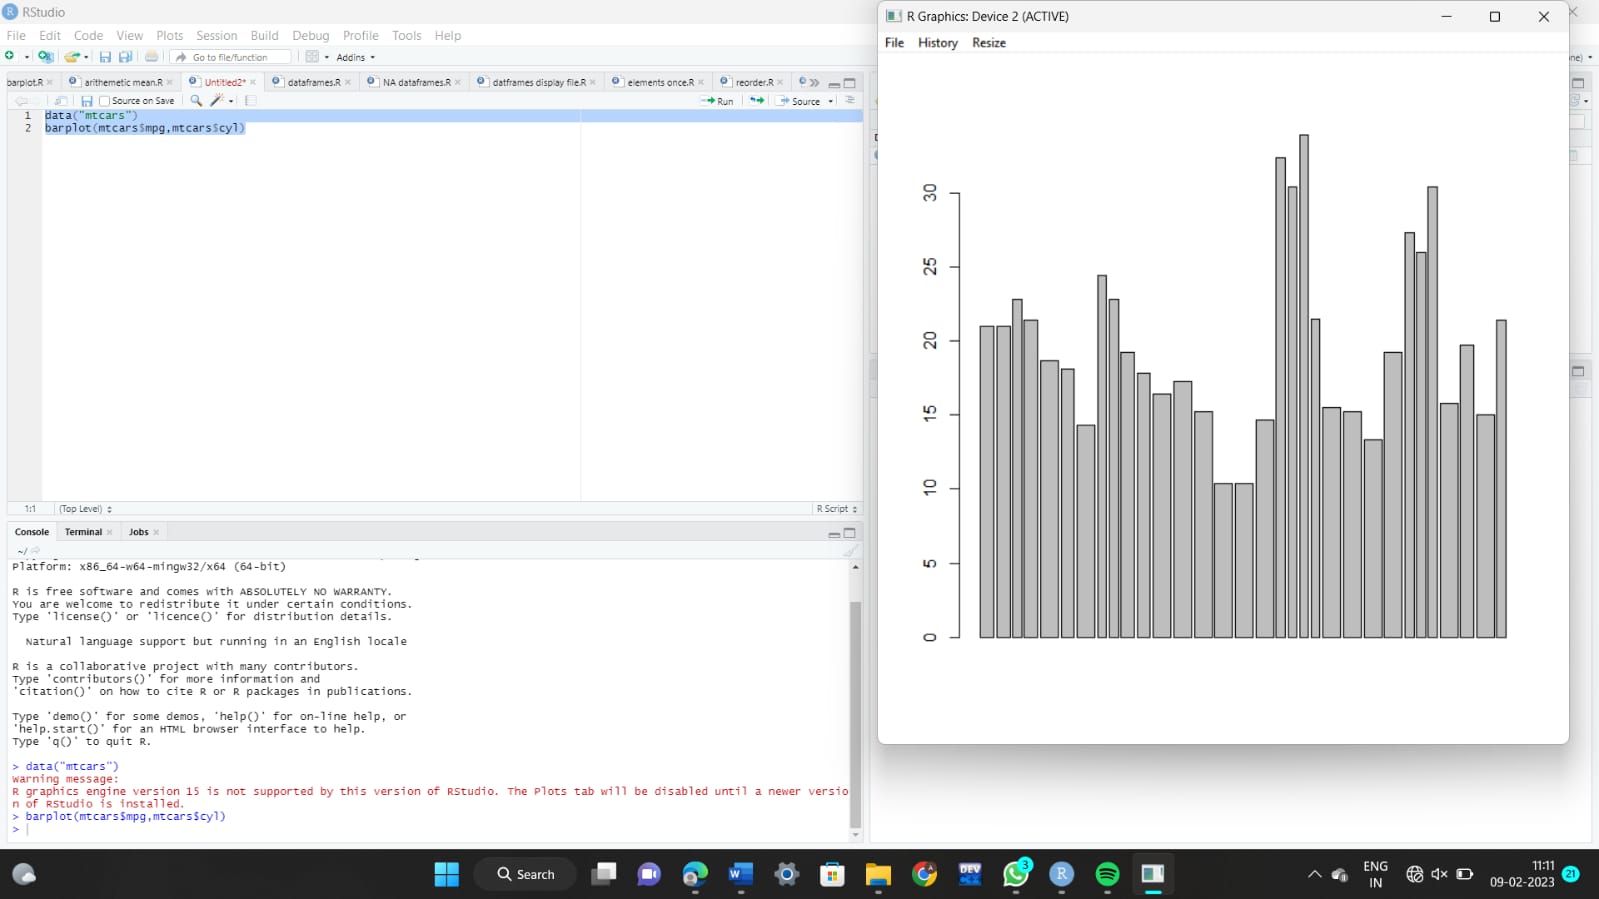 RStudio
File Edit Code View Plots Session Build Debug Profile Tools Help
Go to file/function Addins
barplot.R arithemetic mean.R Untitled2* dataframes.R NA dataframes.R datframes display file.R elements once.R reorder.R
Source on Save Run Source
1 data("mtcars")
2 barplot(mtcars$mpg,mtcars$cyl)
1:1 (Top Level) R Script
Console Terminal Jobs
~/
Platform: x86_64-w64-mingw32/x64 (64-bit)
R is free software and comes with ABSOLUTELY NO WARRANTY.
You are welcome to redistribute it under certain conditions.
Type 'license()' or 'licence()' for distribution details.
Natural language support but running in an English locale
R is a collaborative project with many contributors.
Type 'contributors()' for more information and
'citation()' on how to cite R or R packages in publications.
Type 'demo()' for some demos, 'help()' for on-line help, or
'help.start()' for an HTML browser interface to help.
Type 'q()' to quit R.
> data("mtcars")
Warning message:
R graphics engine version 15 is not supported by this version of RStudio. The Plots tab will be disabled until a newer versio
n of RStudio is installed.
> barplot(mtcars$mpg,mtcars$cyl)
>
R Graphics: Device 2 (ACTIVE)
File History Resize
30
25
20
15
10
5
0
Search
DEV
3
R
ENG
IN
11:11
09-02-2023
21